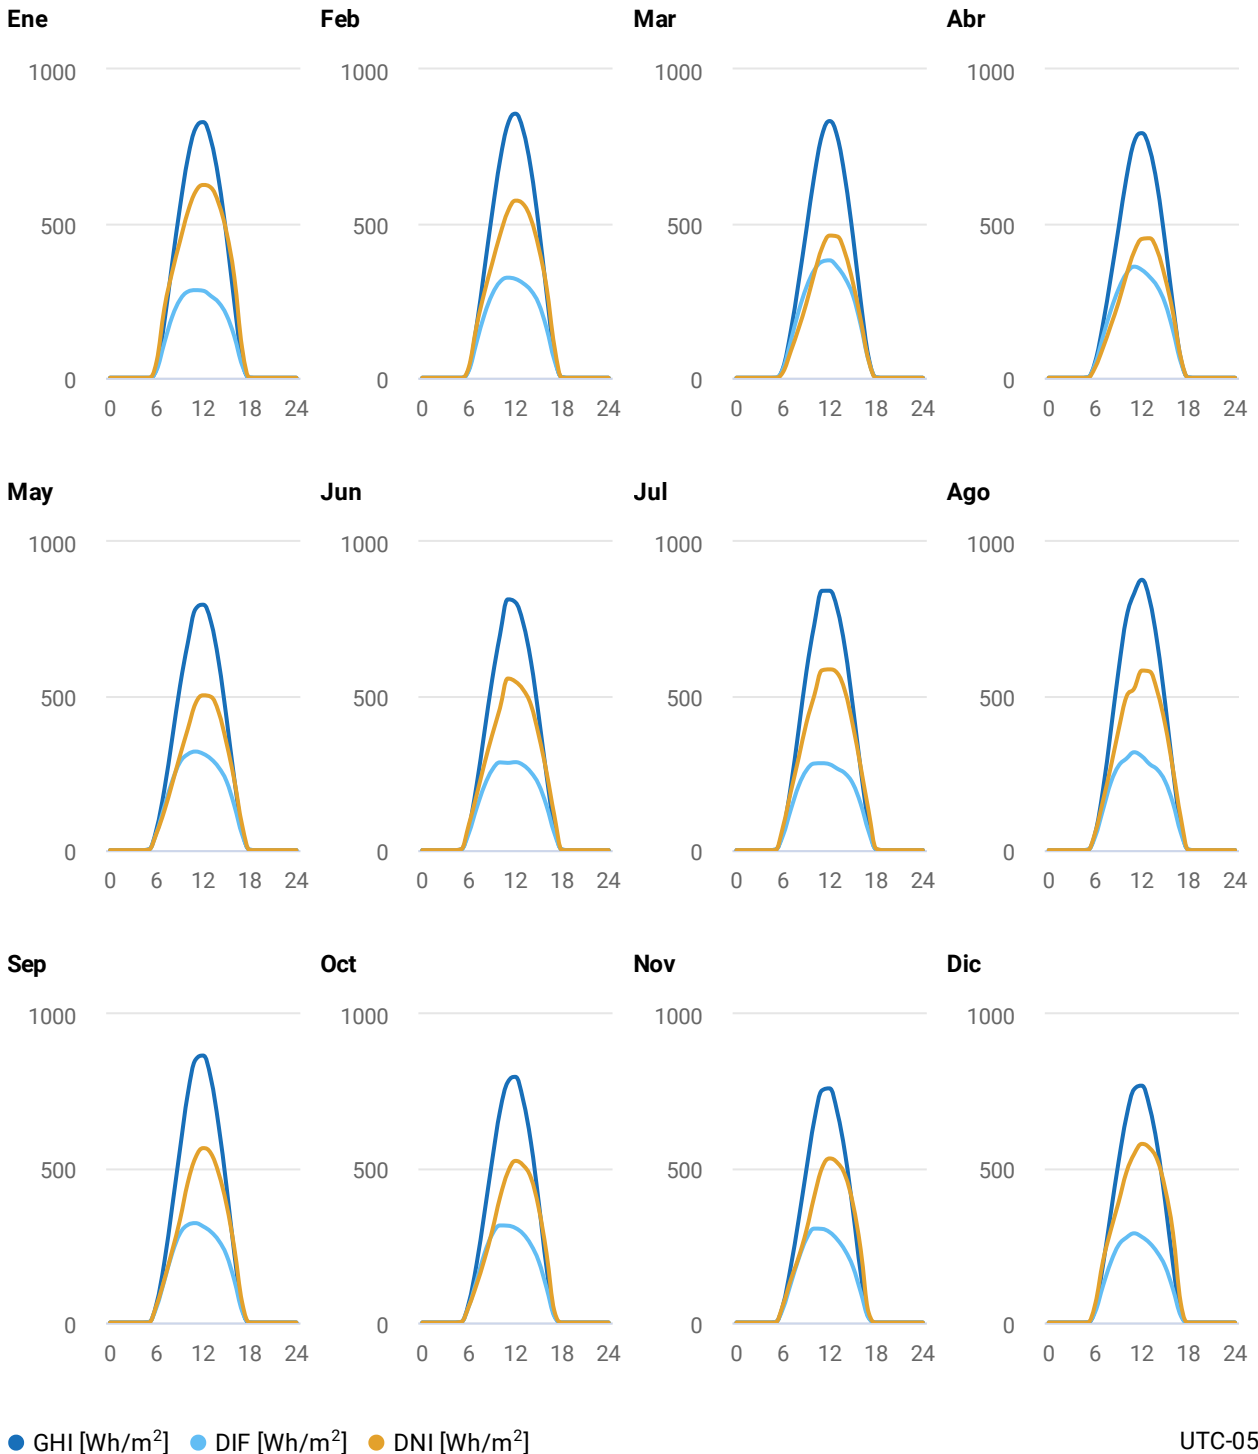 Ene Feb Mar Abr
1000 1000 1000 1000
500 500 500 500
0 0 0 0
0 6 12 18 24 0 6 12 18 24 0 6 12 18 24 0 6 12 18 24
May Jun Jul Ago
1000 1000 1000 1000
500 500 500 500
0 0 0 0
0 6 12 18 24 0 6 12 18 24 0 6 12 18 24 0 6 12 18 24
Sep Oct Nov Dic
1000 1000 1000 1000
500 500 500 500
0 0 0 0
0 6 12 18 24 0 6 12 18 24 0 6 12 18 24 0 6 12 18 24
GHI [Wh/m²] DIF [Wh/m²] DNI [Wh/m²] UTC-05